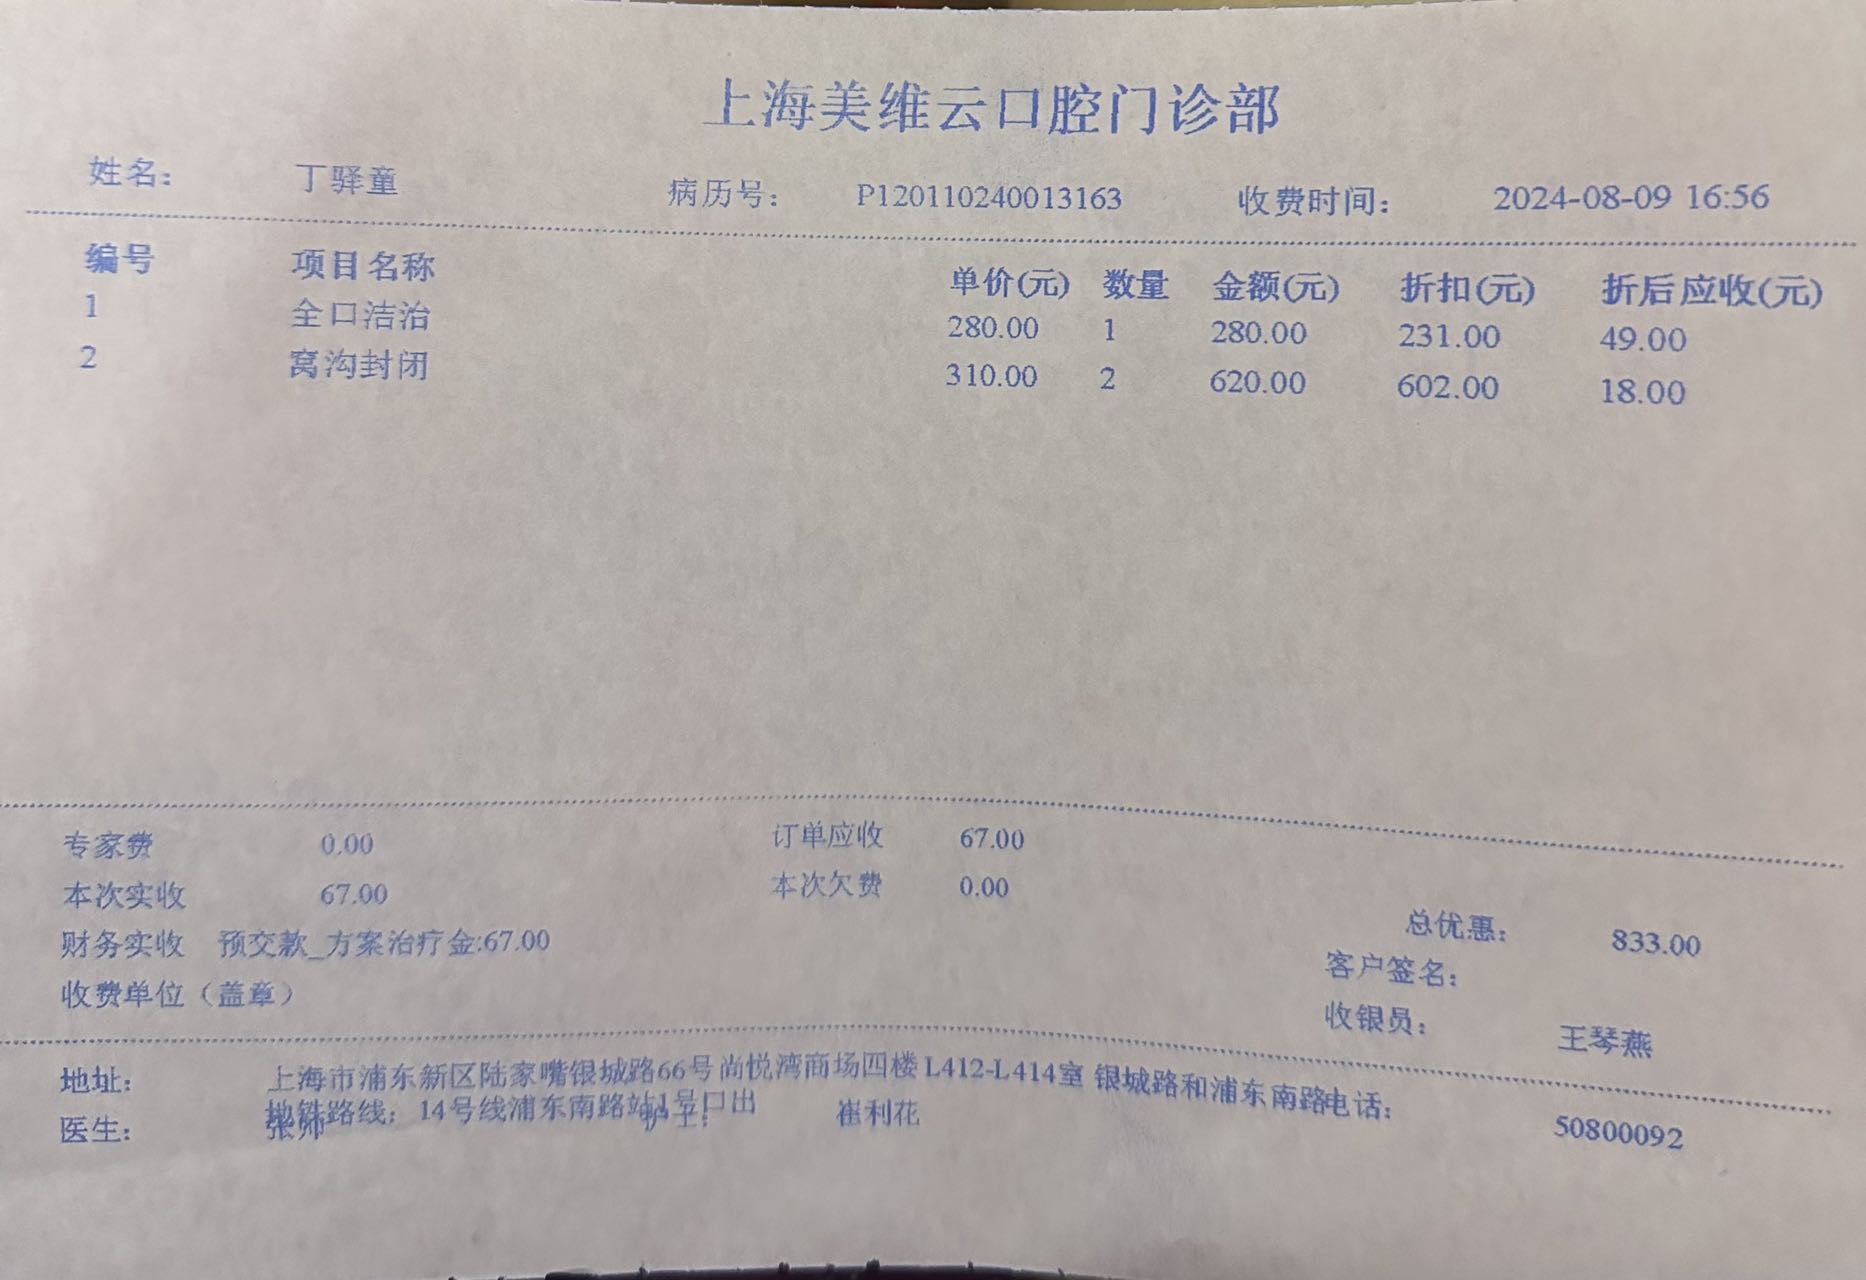 上海美维云口腔门诊部
姓名： 丁驿童 病历号： P120110240013163 收费时间： 2024-08-09 16:56
编号 项目名称 单价(元) 数量 金额(元) 折扣(元) 折后应收(元)
1 全口洁治 280.00 1 280.00 231.00 49.00
2 窝沟封闭 310.00 2 620.00 602.00 18.00
专家费 0.00 订单应收 67.00
本次实收 67.00 本次欠费 0.00 总优惠： 833.00
财务实收 预交款_方案治疗金:67.00 客户签名：
收费单位（盖章） 收银员： 王琴燕
地址： 上海市浦东新区陆家嘴银城路66号尚悦湾商场四楼L412-L414室 银城路和浦东南路 电话： 50800092
地铁路线：14号线浦东南路站1号口出
医生： 张帅 护士： 崔利花